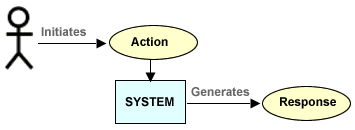 Initiates
Action
SYSTEM
Generates
Response